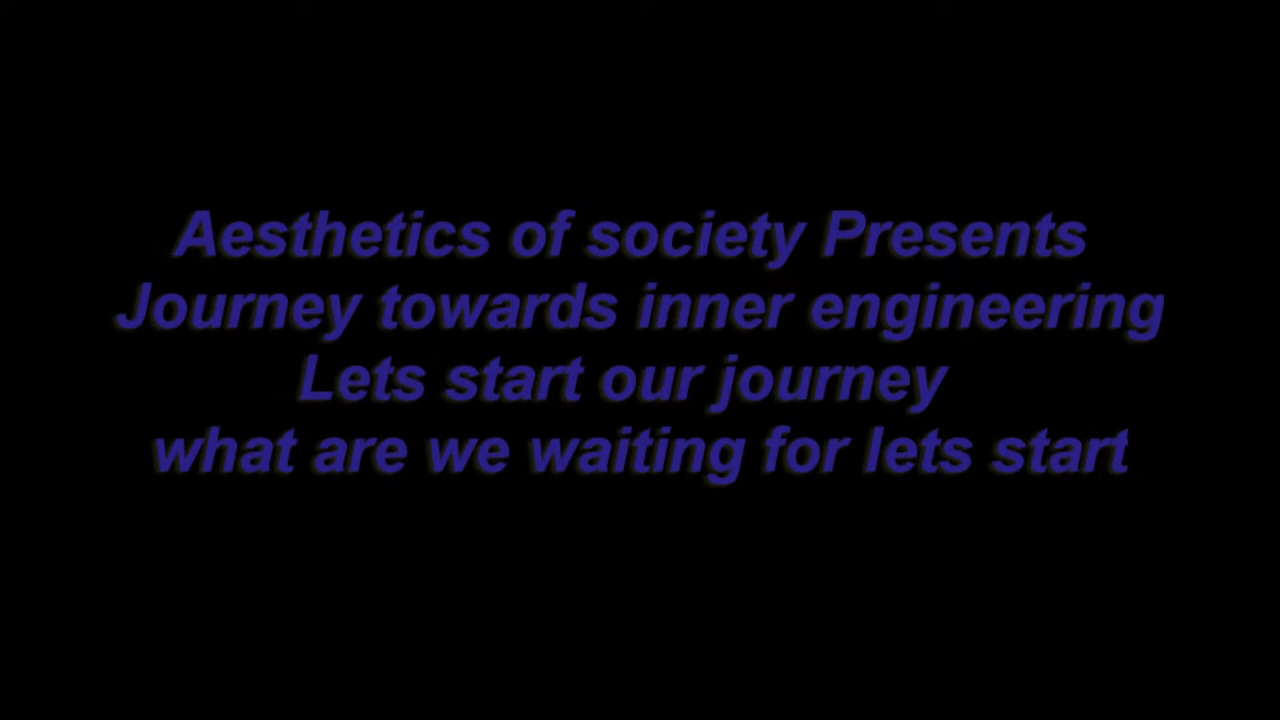 Aesthetics of society Presents
Journey towards inner engineering
Lets start our journey
what are we waiting for lets start